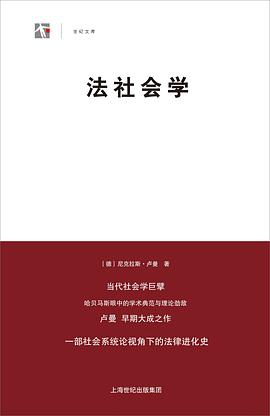 世纪文库
法社会学
［德］尼克拉斯·卢曼 著
当代社会学巨擘
哈贝马斯眼中的学术典范与理论劲敌
卢曼 早期大成之作
一部社会系统论视角下的法律进化史
上海世纪出版集团